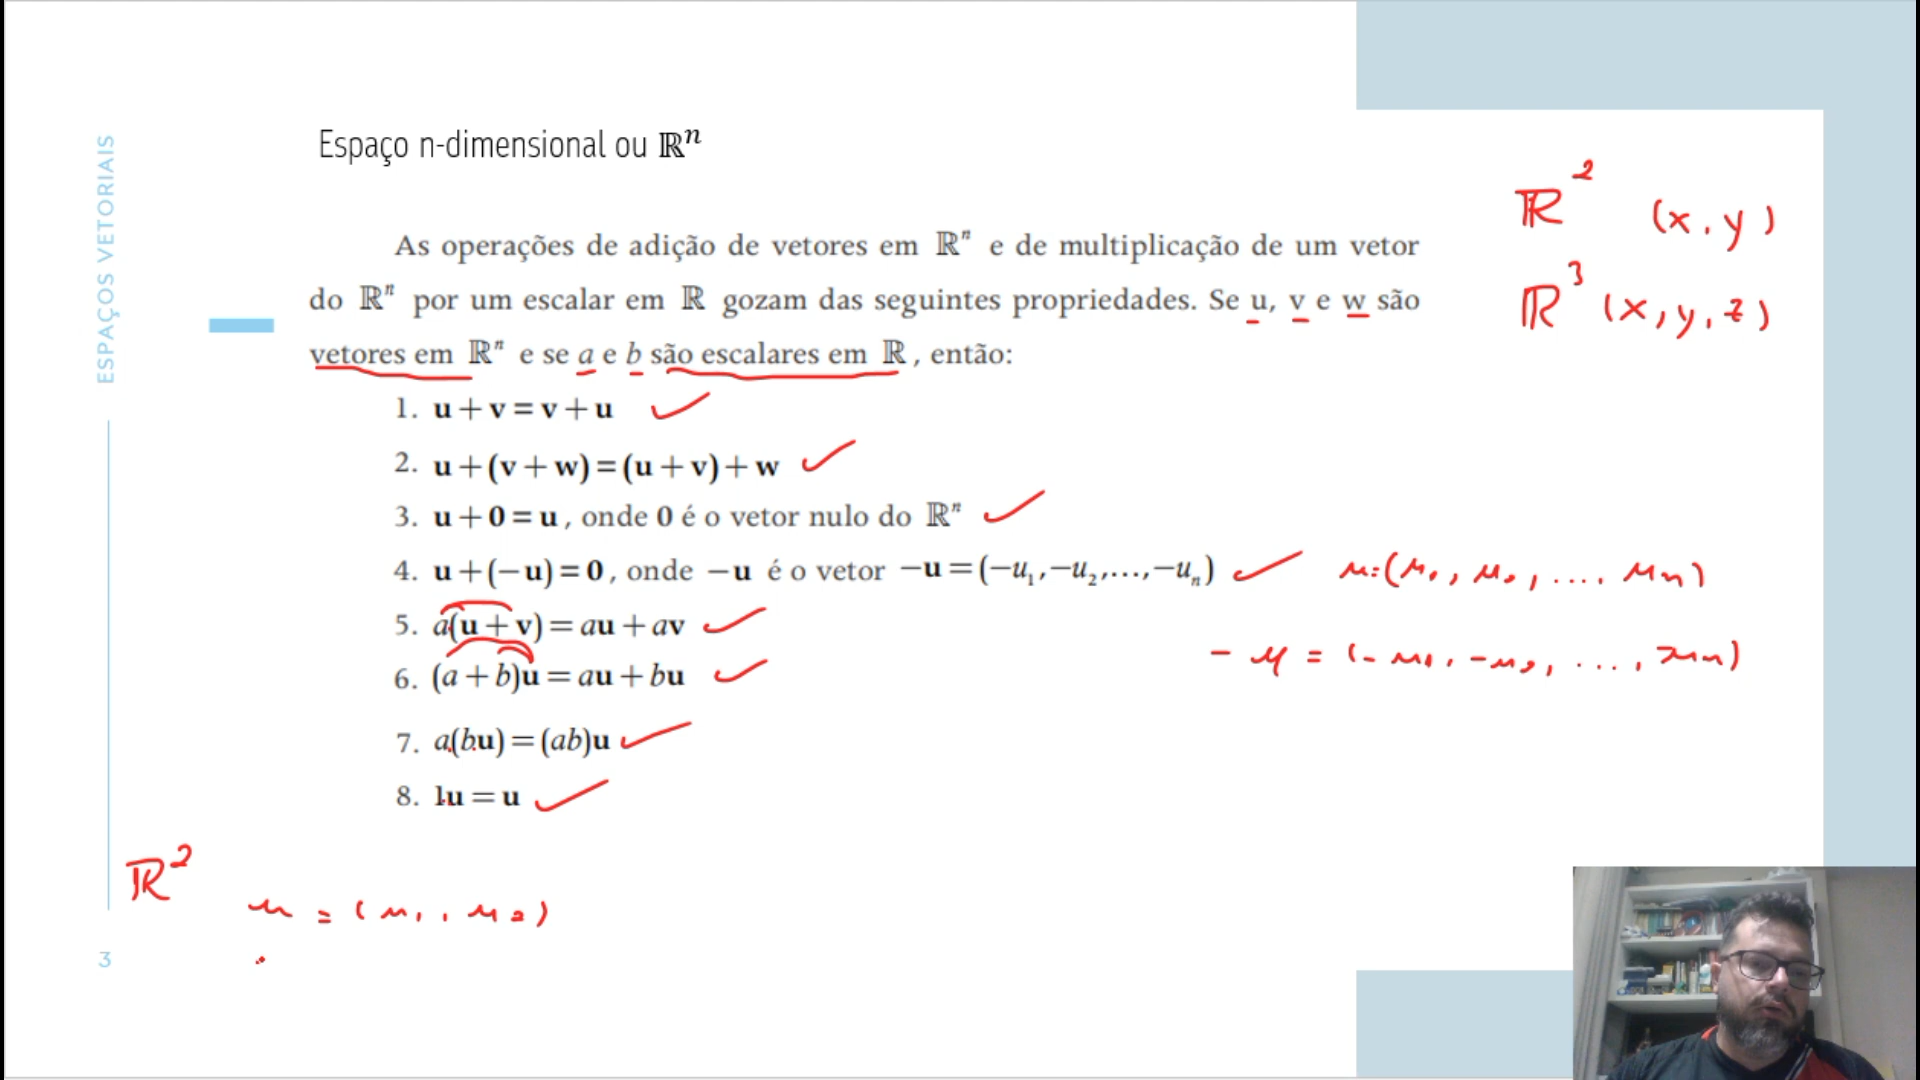 Espaço n-dimensional ou ℝⁿ
ESPAÇOS VETORIAIS
As operações de adição de vetores em ℝⁿ e de multiplicação de um vetor
do ℝⁿ por um escalar em ℝ gozam das seguintes propriedades. Se u, v e w são
vetores em ℝⁿ e se a e b são escalares em ℝ, então:
1. u+v=v+u
2. u+(v+w)=(u+v)+w
3. u+0=u, onde 0 é o vetor nulo do ℝⁿ
4. u+(−u)=0, onde −u é o vetor −u=(−u₁,−u₂,...,−uₙ)
5. a(u+v)=au+av
6. (a+b)u=au+bu
7. a(bu)=(ab)u
8. 1u=u
ℝ² (x,y)
ℝ³ (x,y,z)
u=(u₁,u₂,....uₙ)
-u=(-u₁,-u₂,...,-uₙ)
ℝ²
u=(u₁,u₂)
3